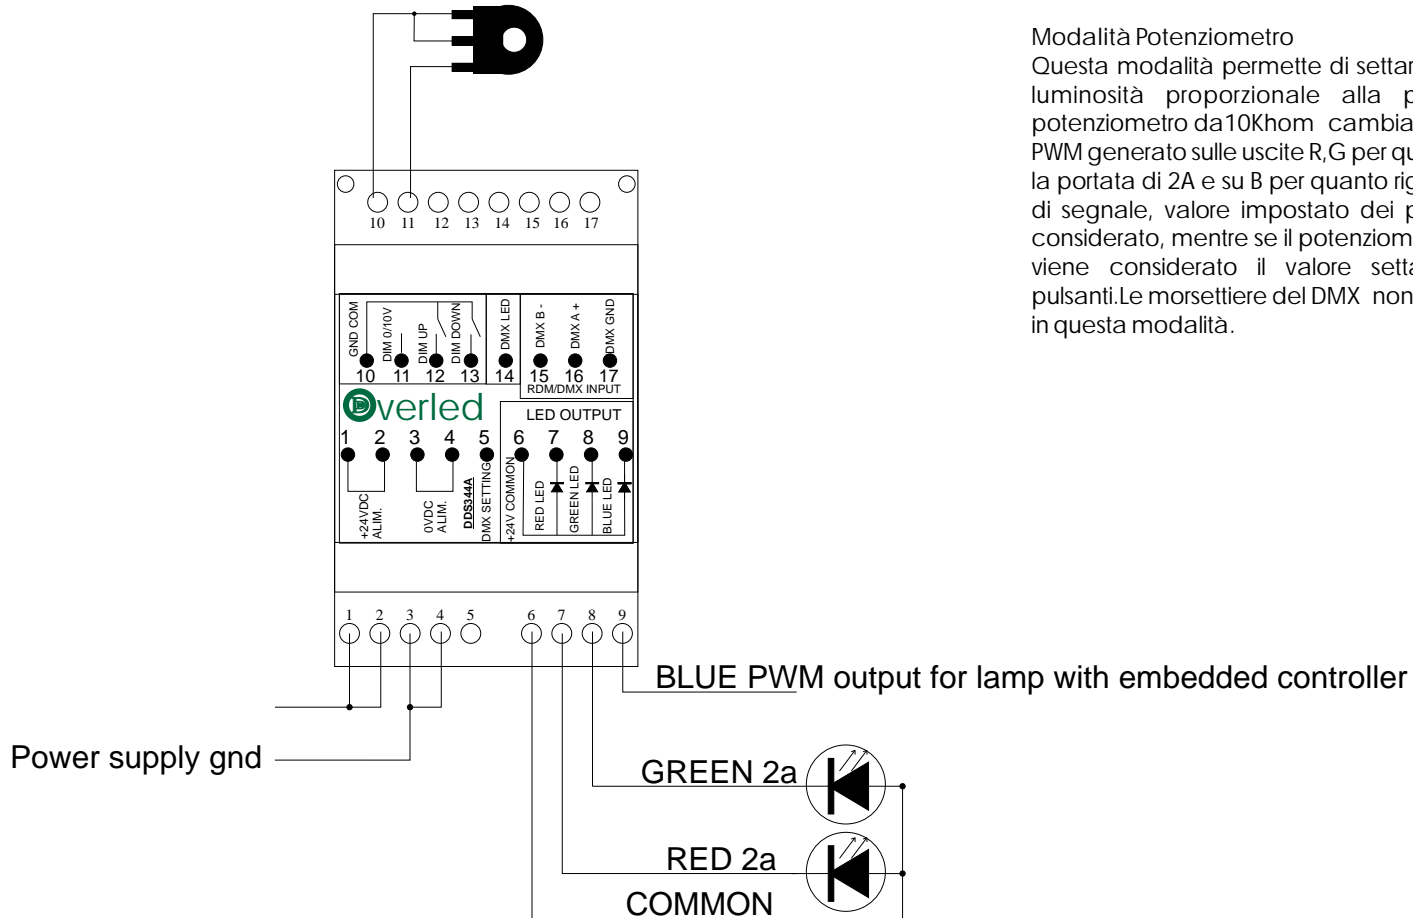 Modalità Potenziometro
Questa modalità permette di settar
luminosità proporzionale alla p
potenziometro da10Khom cambia
PWM generato sulle uscite R,G per qu
la portata di 2A e su B per quanto rig
di segnale, valore impostato dei p
considerato, mentre se il potenziom
viene considerato il valore setta
pulsanti.Le morsettiere del DMX non
in questa modalità.
10 11 12 13 14 15 16 17
GND COM
DIM 0/10V
DIM UP
DIM DOWN
DMX LED
DMX B -
DMX A +
DMX GND
10 11 12 13 14 15 16 17
RDM/DMX INPUT
Overled
LED OUTPUT
1 2 3 4 5 6 7 8 9
+24VDC
ALIM.
0VDC
ALIM.
DDS344A
DMX SETTING
+24V COMMON
RED LED
GREEN LED
BLUE LED
1 2 3 4 5 6 7 8 9
BLUE PWM output for lamp with embedded controller
Power supply gnd
GREEN 2a
RED 2a
COMMON